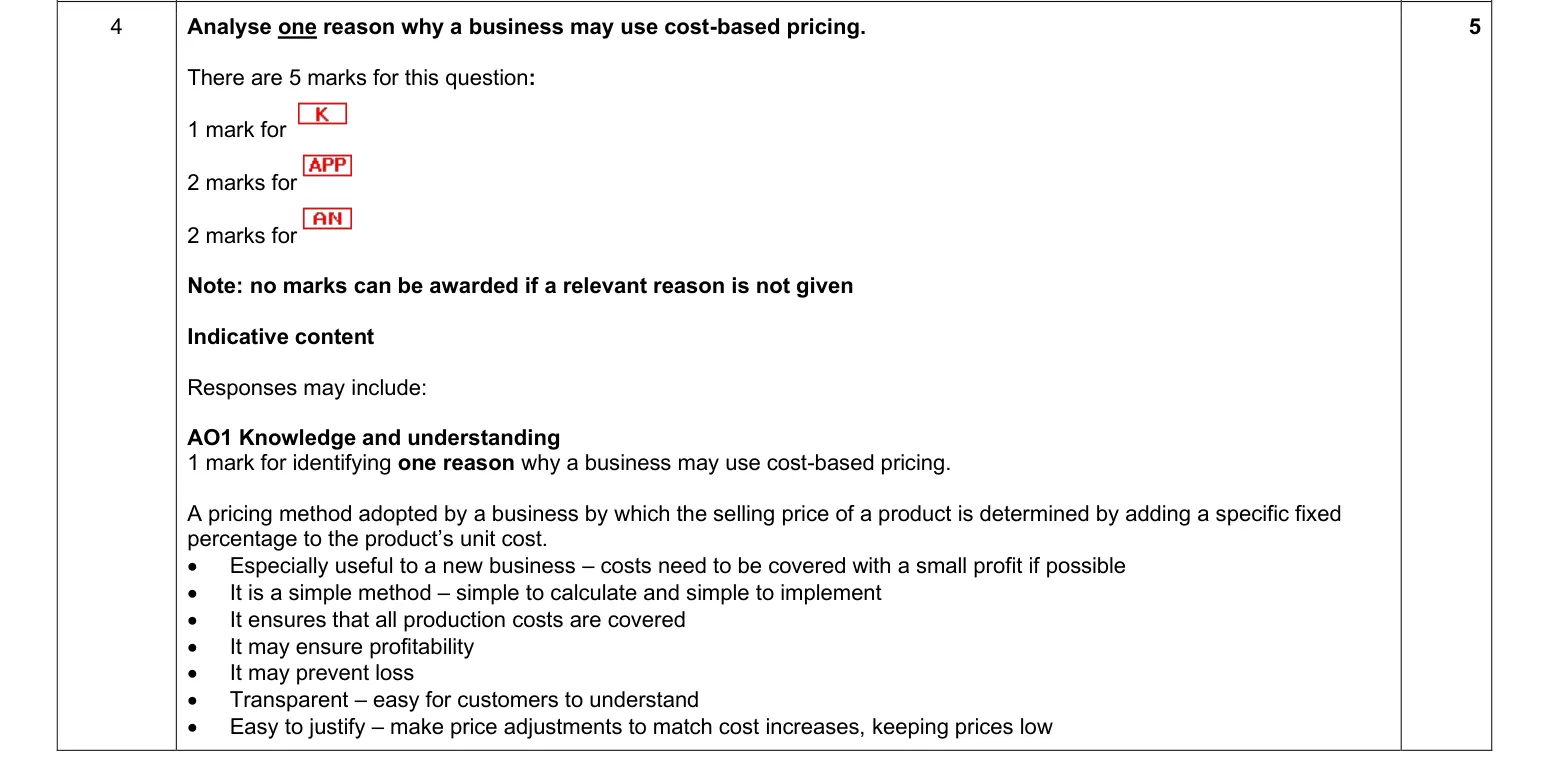 4
Analyse one reason why a business may use cost-based pricing.
5
There are 5 marks for this question:
1 mark for K
2 marks for APP
2 marks for AN
Note: no marks can be awarded if a relevant reason is not given
Indicative content
Responses may include:
AO1 Knowledge and understanding
1 mark for identifying one reason why a business may use cost-based pricing.
A pricing method adopted by a business by which the selling price of a product is determined by adding a specific fixed
percentage to the product’s unit cost.
• Especially useful to a new business – costs need to be covered with a small profit if possible
• It is a simple method – simple to calculate and simple to implement
• It ensures that all production costs are covered
• It may ensure profitability
• It may prevent loss
• Transparent – easy for customers to understand
• Easy to justify – make price adjustments to match cost increases, keeping prices low